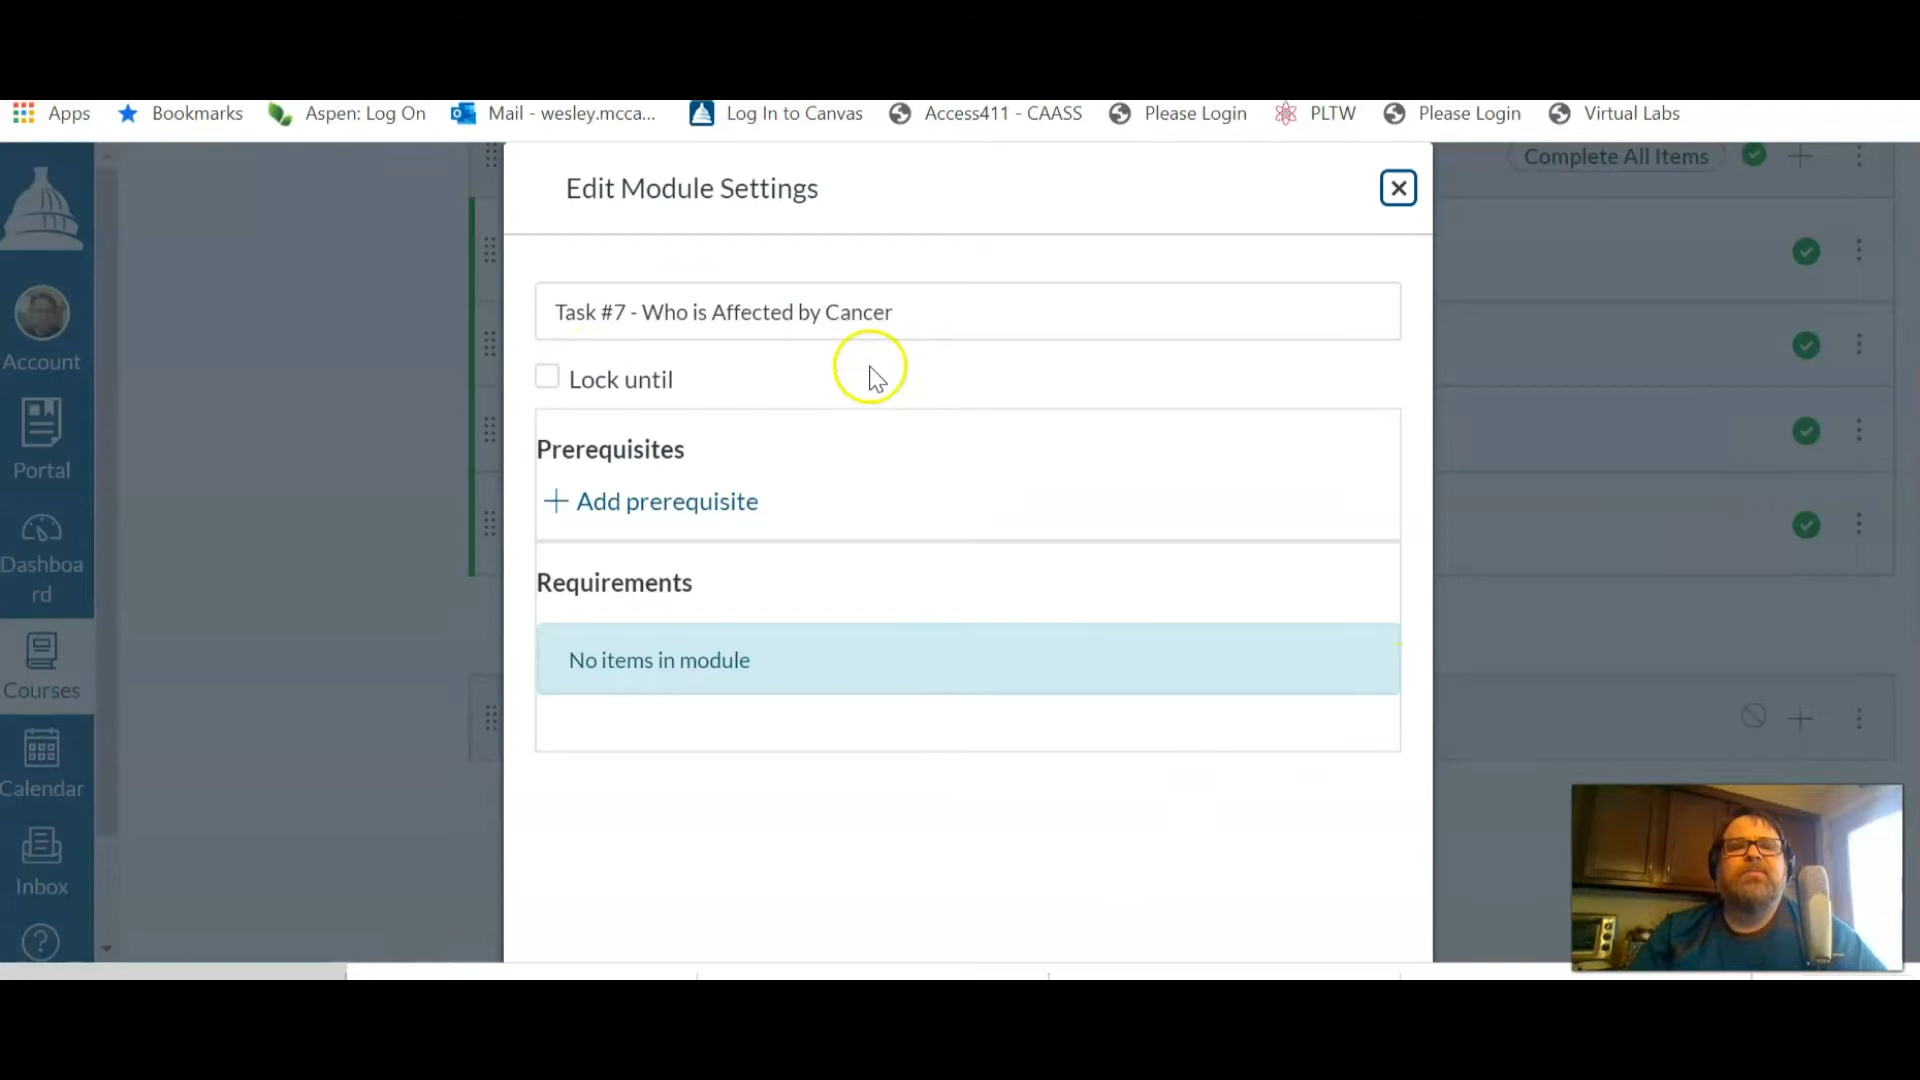 Apps Bookmarks Aspen: Log On Mail - wesley.mcca... Log In to Canvas Access411 - CAASS Please Login PLTW Please Login Virtual Labs
Complete All Items
Edit Module Settings
Task #7 - Who is Affected by Cancer
Lock until
Prerequisites
Add prerequisite
Requirements
No items in module
Account
Portal
Dashboa
rd
Courses
Calendar
Inbox